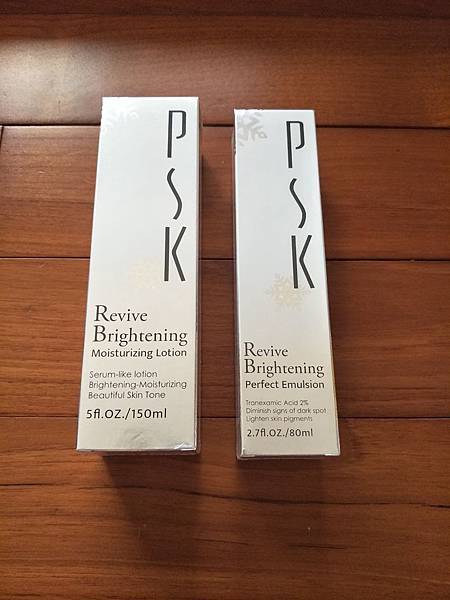 PSK
Revive
Brightening
Moisturizing Lotion
Serum-like lotion
Brightening-Moisturizing
Beautiful Skin Tone
5fl.OZ./150ml
PSK
Revive
Brightening
Perfect Emulsion
Tranexamic Acid 2%
Diminish signs of dark spot
Lighten skin pigments
2.7fl.OZ./80ml